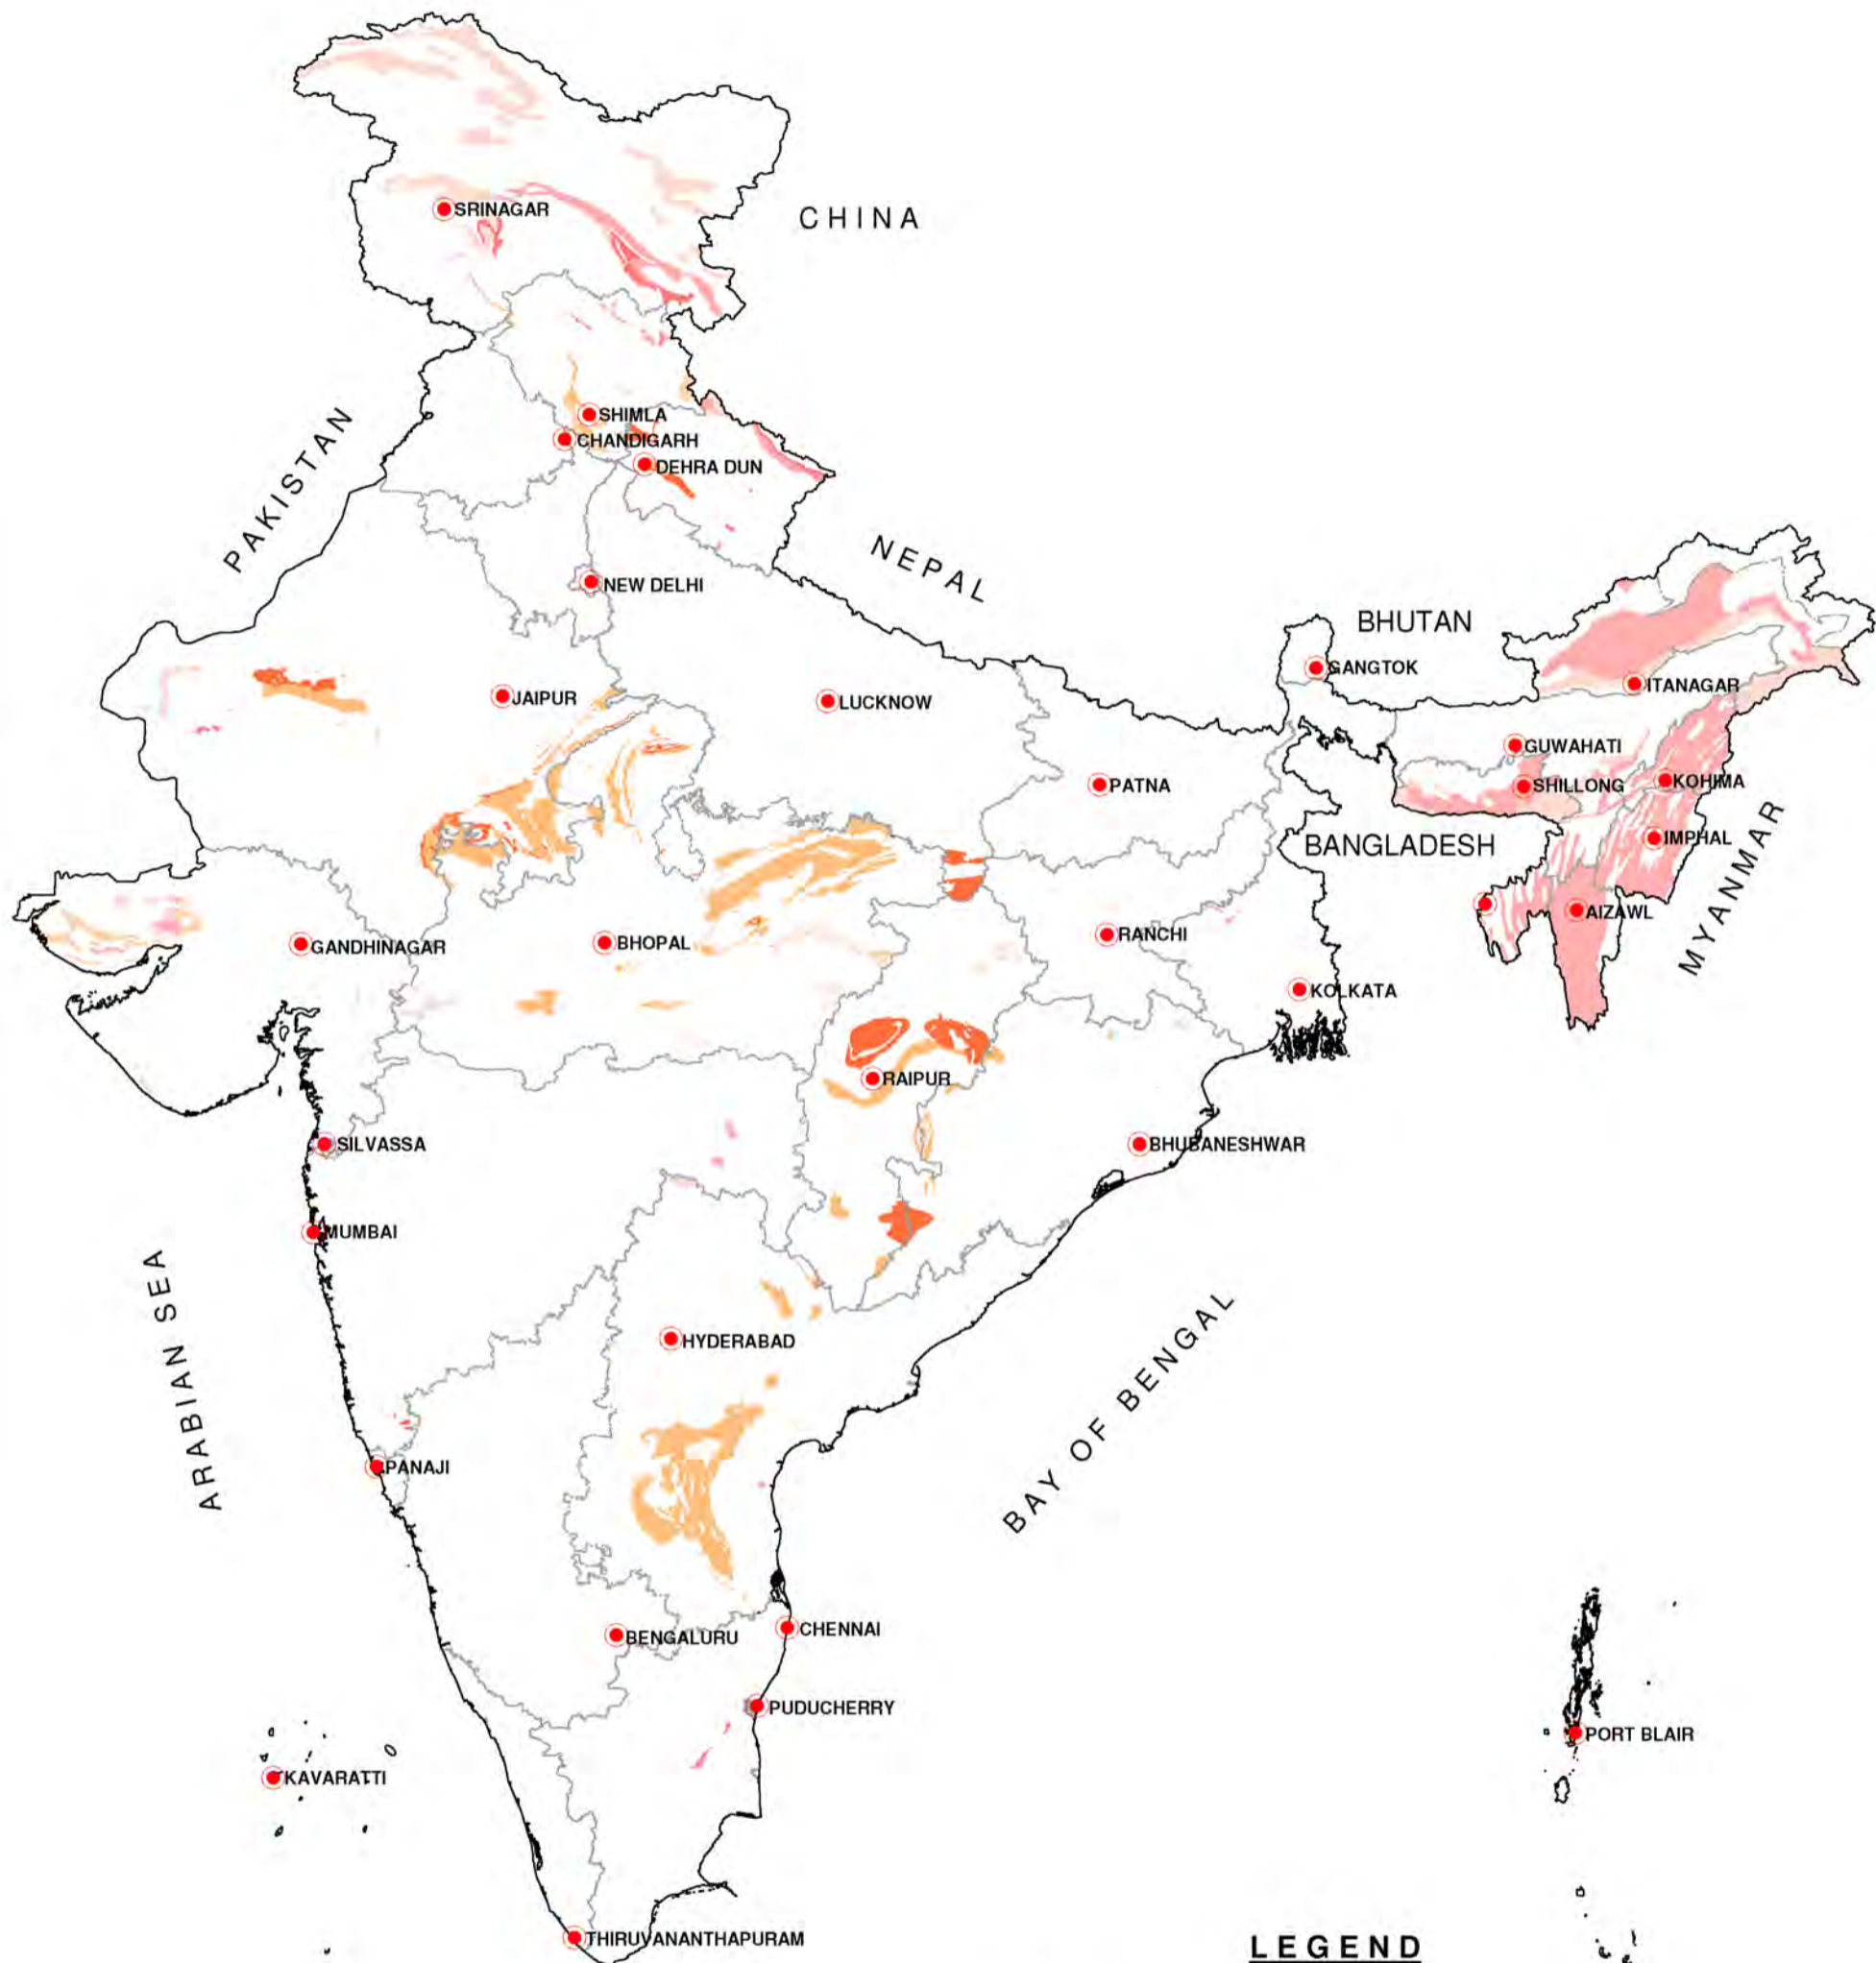 CHINA
SRINAGAR
SHIMLA
CHANDIGARH
DEHRA DUN
PAKISTAN
NEPAL
NEW DELHI
BHUTAN
GANGTOK
ITANAGAR
JAIPUR
LUCKNOW
GUWAHATI
SHILLONG
KOHIMA
PATNA
IMPHAL
BANGLADESH
AIZAWL
MYANMAR
GANDHINAGAR
BHOPAL
RANCHI
KOLKATA
RAIPUR
SILVASSA
BHUBANESHWAR
MUMBAI
ARABIAN SEA
HYDERABAD
BAY OF BENGAL
PANAJI
BENGALURU
CHENNAI
PUDUCHERRY
PORT BLAIR
KAVARATTI
THIRUVANANTHAPURAM
LEGEND